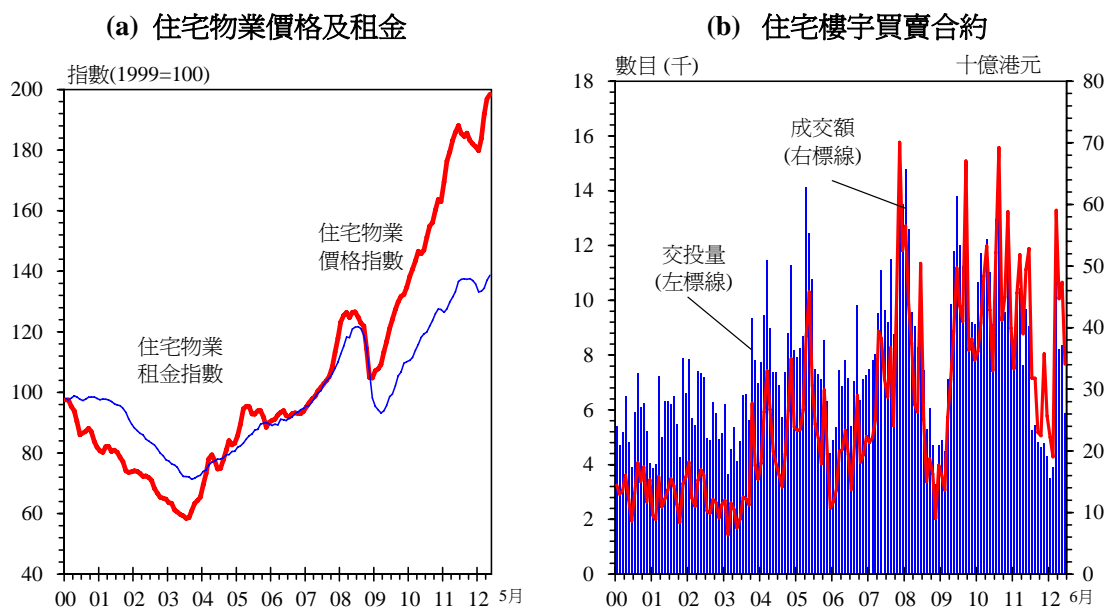 (a) 住宅物業價格及租金
指數(1999=100)
200
180
160
140
120
100
80
60
40
住宅物業
價格指數
住宅物業
租金指數
00 01 02 03 04 05 06 07 08 09 10 11 12 5月
(b) 住宅樓宇買賣合約
數目 (千)
十億港元
18
16
14
12
10
8
6
4
2
0
80
70
60
50
40
30
20
10
0
成交額
(右標線)
交投量
(左標線)
00 01 02 03 04 05 06 07 08 09 10 11 12 6月